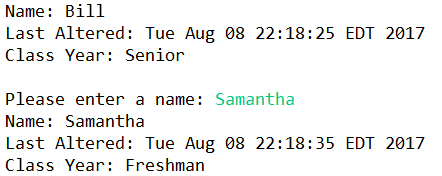 Name: Bill
Last Altered: Tue Aug 08 22:18:25 EDT 2017
Class Year: Senior
Please enter a name: Samantha
Name: Samantha
Last Altered: Tue Aug 08 22:18:35 EDT 2017
Class Year: Freshman